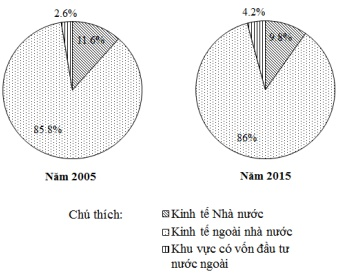 2.6%
11.6%
85.8%
Năm 2005
4.2%
9.8%
86%
Năm 2015
Chủ thích:
Kinh tế Nhà nước
Kinh tế ngoài nhà nước
Khu vực có vốn đầu tư
nước ngoài